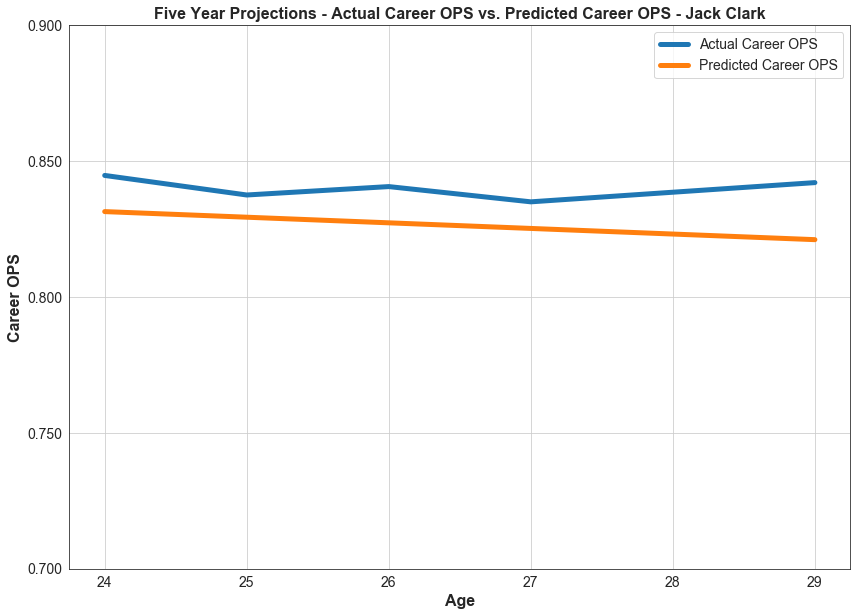 Five Year Projections - Actual Career OPS vs. Predicted Career OPS - Jack Clark
Actual Career OPS
Predicted Career OPS
0.900
0.850
0.800
0.750
0.700
Career OPS
24 25 26 27 28 29
Age